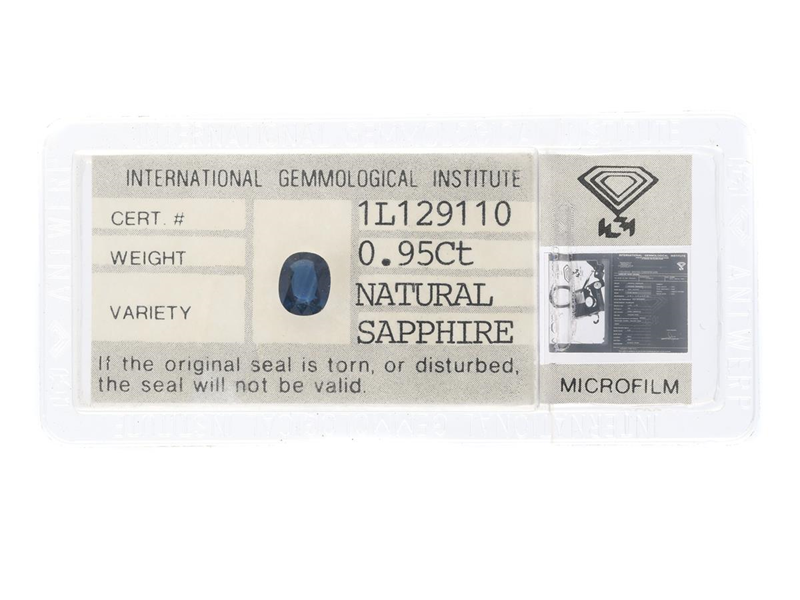 INTERNATIONAL GEMMOLOGICAL INSTITUTE
CERT. # 1L129110
WEIGHT 0.95Ct
VARIETY NATURAL
SAPPHIRE
If the original seal is torn, or disturbed,
the seal will not be valid.
MICROFILM